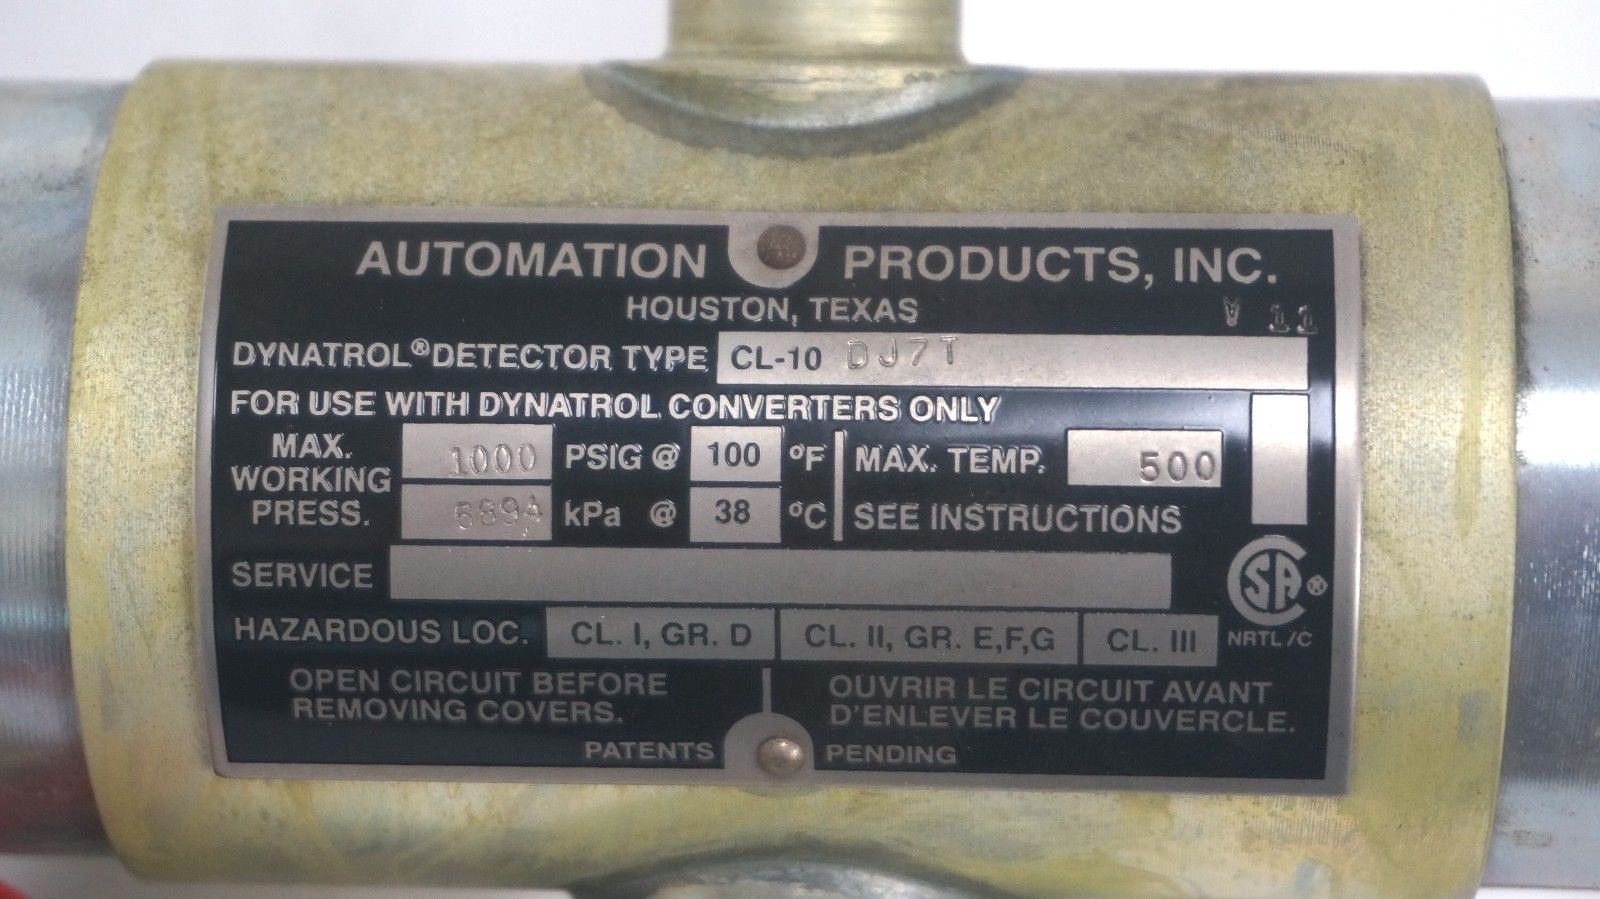 AUTOMATION PRODUCTS, INC.
HOUSTON, TEXAS
11
DYNATROL® DETECTOR TYPE CL-10 DJ7T
FOR USE WITH DYNATROL CONVERTERS ONLY
MAX. WORKING PRESS.
1000 PSIG @ 100 °F
6894 kPa @ 38 °C
MAX. TEMP. 500
SEE INSTRUCTIONS
SERVICE
CSA®
NRTL/C
HAZARDOUS LOC. CL. I, GR. D CL. II, GR. E,F,G CL. III
OPEN CIRCUIT BEFORE
REMOVING COVERS.
OUVRIR LE CIRCUIT AVANT
D'ENLEVER LE COUVERCLE.
PATENTS PENDING